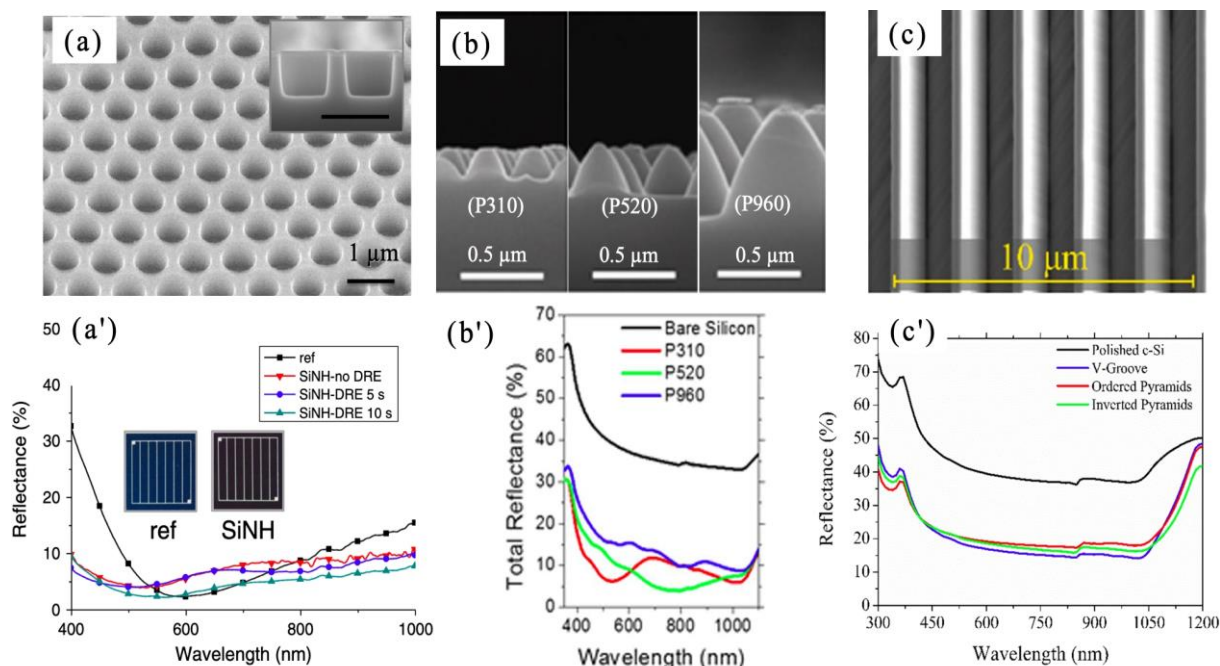 (a)
1 μm
(b)
(P310)
(P520)
(P960)
0.5 μm
0.5 μm
0.5 μm
(c)
10 μm
(a')
50
40
30
20
10
0
400
600
800
1000
Reflectance (%)
Wavelength (nm)
ref
SiNH-no DRE
SiNH-DRE 5 s
SiNH-DRE 10 s
ref
SiNH
(b')
70
60
50
40
30
20
10
0
400
600
800
1000
Total Reflectance (%)
Wavelength (nm)
Bare Silicon
P310
P520
P960
(c')
80
70
60
50
40
30
20
10
0
300
450
600
750
900
1050
1200
Reflectance (%)
Wavelength (nm)
Polished c-Si
V-Groove
Ordered Pyramids
Inverted Pyramids